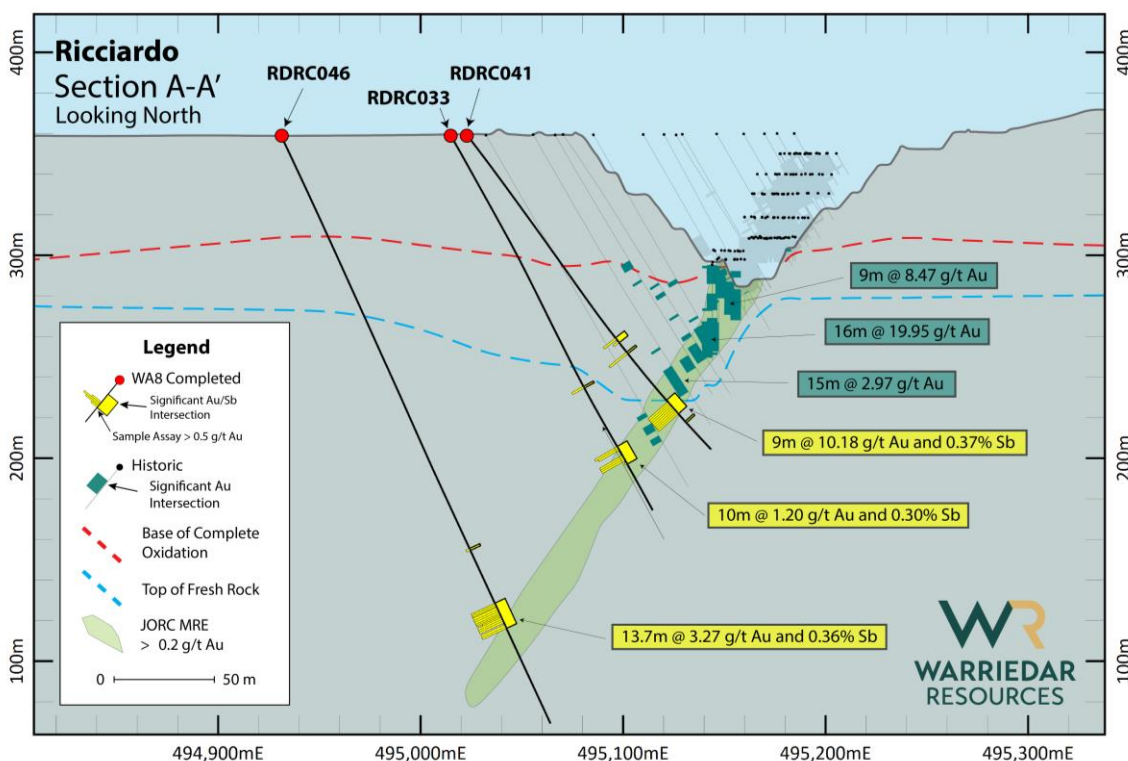 Ricciardo
Section A-A’
Looking North
RDRC046
RDRC041
RDRC033
400m
300m
200m
100m
400m
300m
200m
100m
9m @ 8.47 g/t Au
16m @ 19.95 g/t Au
15m @ 2.97 g/t Au
9m @ 10.18 g/t Au and 0.37% Sb
10m @ 1.20 g/t Au and 0.30% Sb
13.7m @ 3.27 g/t Au and 0.36% Sb
Legend
WA8 Completed
Significant Au/Sb
Intersection
Sample Assay > 0.5 g/t Au
Historic
Significant Au
Intersection
Base of Complete
Oxidation
Top of Fresh Rock
JORC MRE
> 0.2 g/t Au
0 50 m
WR
WARRIEDAR
RESOURCES
494,900mE 495,000mE 495,100mE 495,200mE 495,300mE